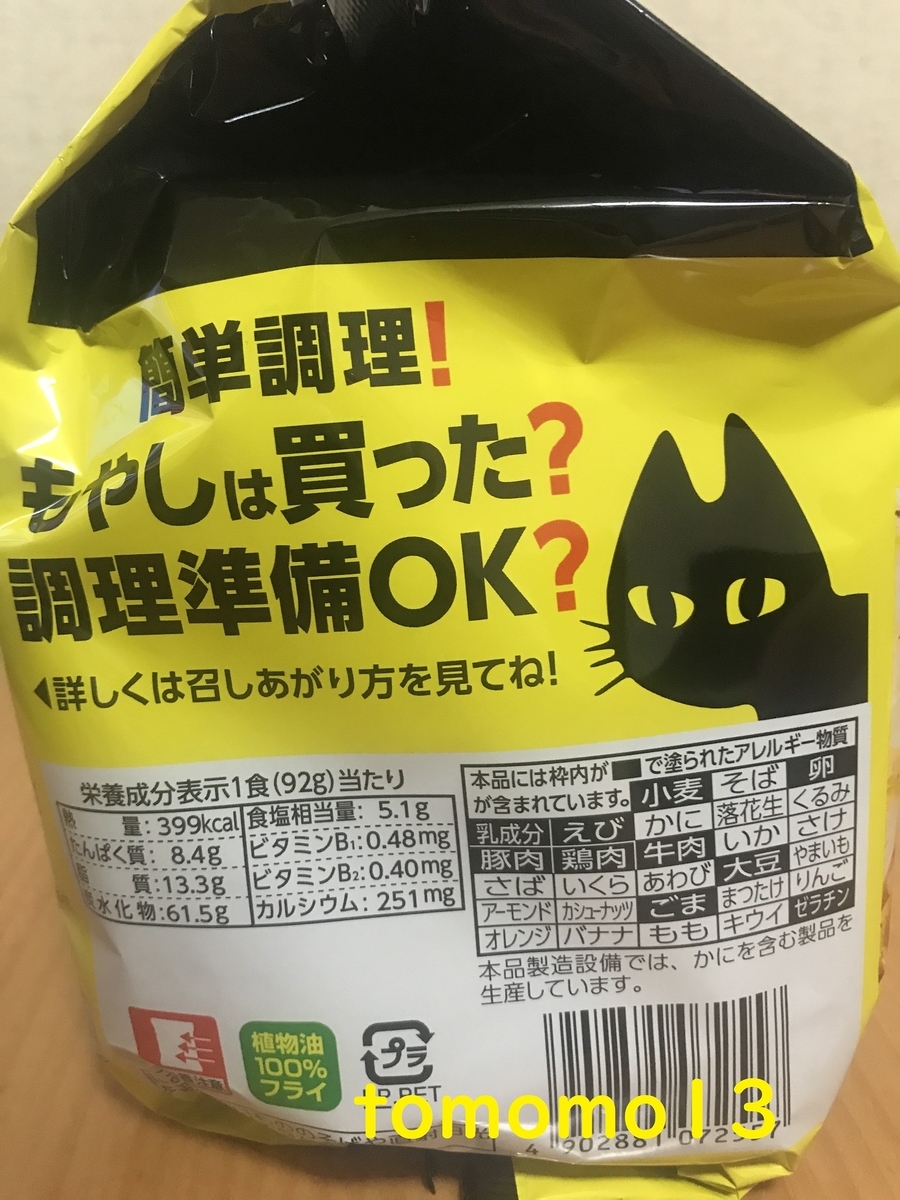 簡単調理!
もやしは買った?
調理準備OK?
◀詳しくは召しあがり方を見てね!
栄養成分表示1食(92g)当たり
量:399kcal 食塩相当量: 5.1g
たんぱく質: 8.4g ビタミンB₁:0.48mg
質:13.3g ビタミンB₂:0.40mg
炭水化物:61.5g カルシウム: 251mg
本品には枠内が■で塗られたアレルギー物質
が含まれています。 小麦 そば 卵
乳成分 えび かに 落花生 くるみ
豚肉 鶏肉 牛肉 いか さけ
さば いくら あわび 大豆 やまいも
アーモンド カシューナッツ ごま まつたけ りんご
オレンジ バナナ もも キウイ ゼラチン
本品製造設備では、かにを含む製品を
生産しています。
植物油
100%
フライ
プラ
P,PET
tomomo13
4 902881 072